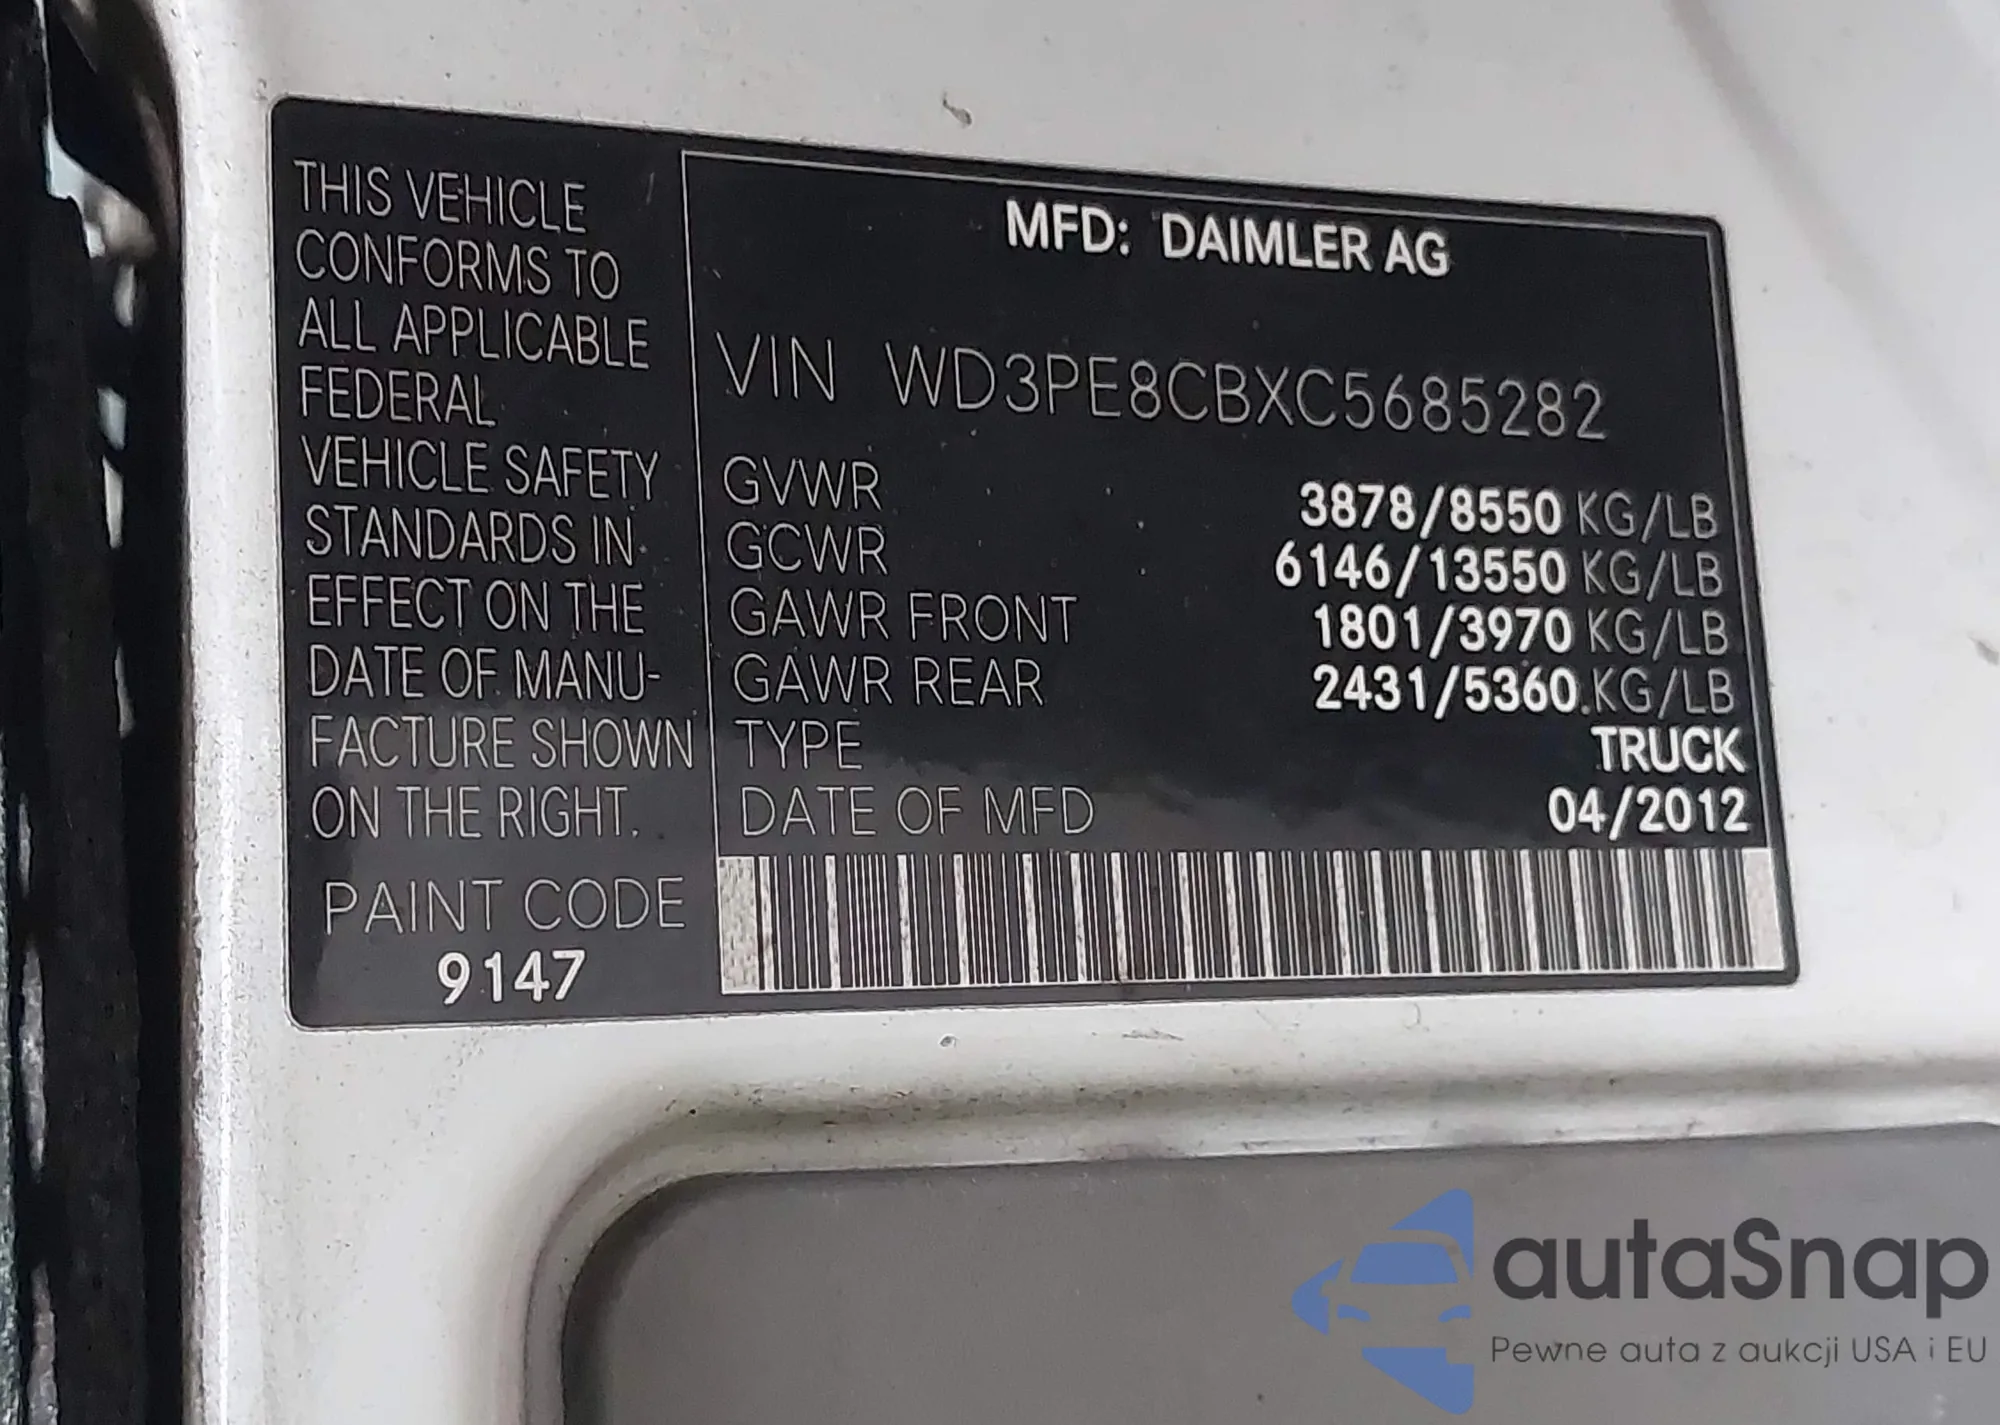 THIS VEHICLE
CONFORMS TO
ALL APPLICABLE
FEDERAL
VEHICLE SAFETY
STANDARDS IN
EFFECT ON THE
DATE OF MANU-
FACTURE SHOWN
ON THE RIGHT.
PAINT CODE
9147
MFD: DAIMLER AG
VIN WD3PE8CBXC5685282
GVWR 3878/8550 KG/LB
GCWR 6146/13550 KG/LB
GAWR FRONT 1801/3970 KG/LB
GAWR REAR 2431/5360 KG/LB
TYPE TRUCK
DATE OF MFD 04/2012
autaSnap
Pewne auta z aukcji USA i EU